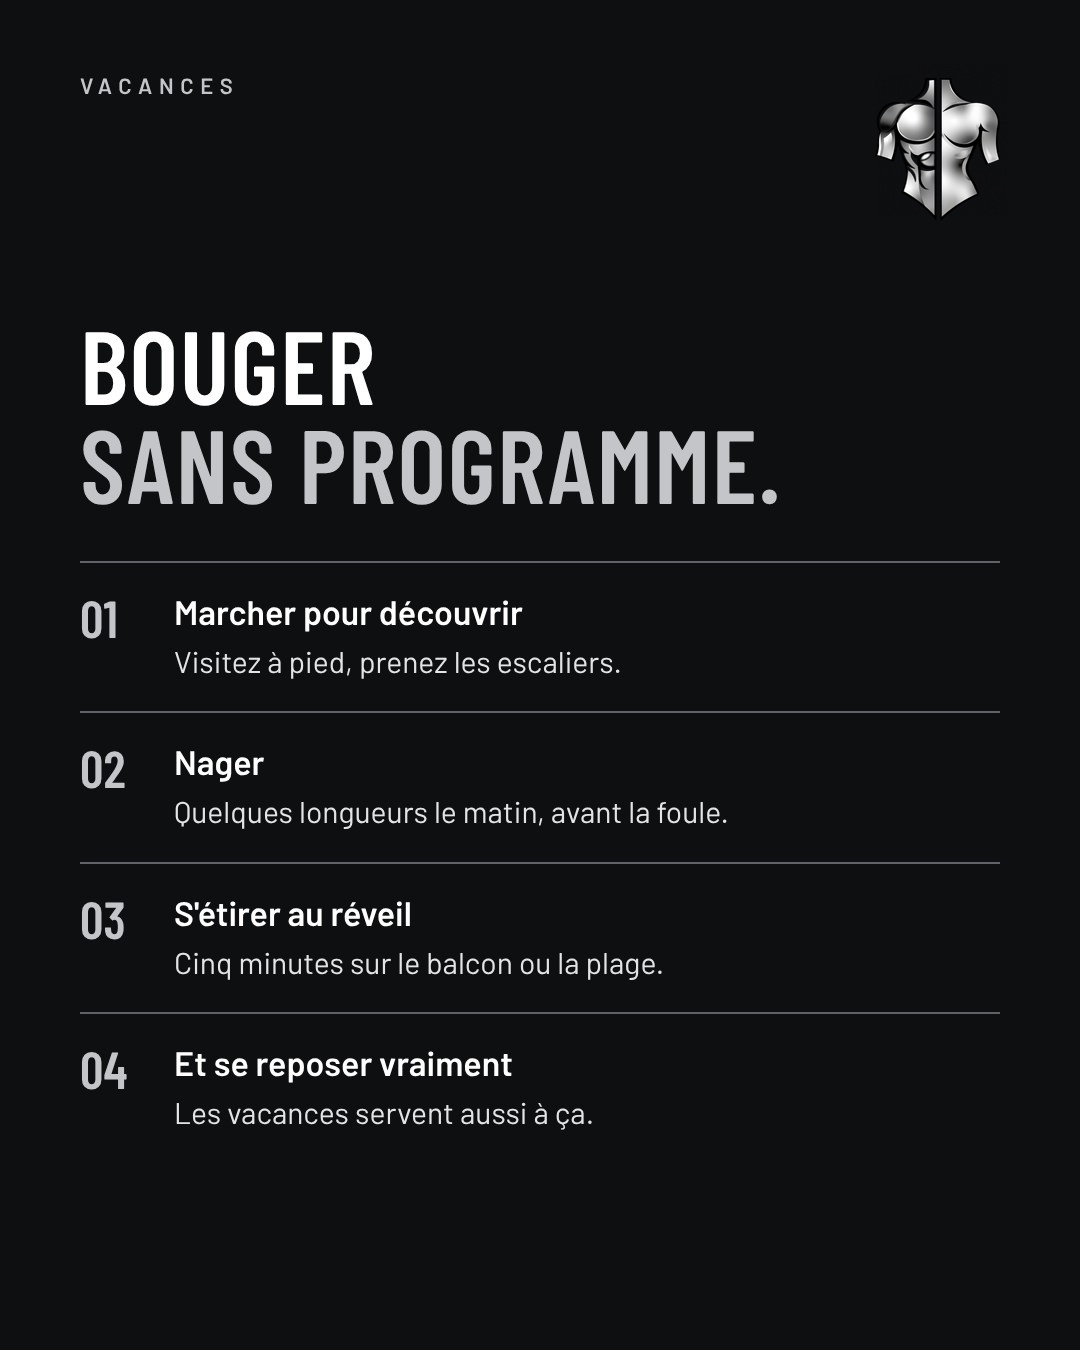 VACANCES
BOUGER
SANS PROGRAMME.
01
Marcher pour découvrir
Visitez à pied, prenez les escaliers.
02
Nager
Quelques longueurs le matin, avant la foule.
03
S'étirer au réveil
Cinq minutes sur le balcon ou la plage.
04
Et se reposer vraiment
Les vacances servent aussi à ça.